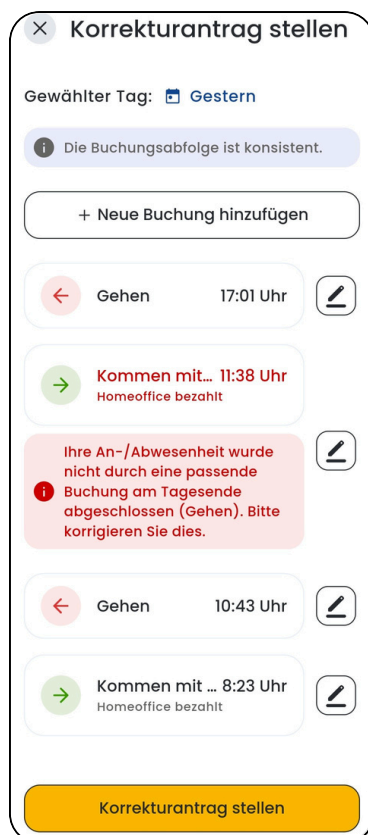 Korrekturantrag stellen
Gewählter Tag: Gestern
Die Buchungsabfolge ist konsistent.
+ Neue Buchung hinzufügen
Gehen 17:01 Uhr
Kommen mit... 11:38 Uhr
Homeoffice bezahlt
Ihre An-/Abwesenheit wurde
nicht durch eine passende
Buchung am Tagesende
abgeschlossen (Gehen). Bitte
korrigieren Sie dies.
Gehen 10:43 Uhr
Kommen mit ... 8:23 Uhr
Homeoffice bezahlt
Korrekturantrag stellen